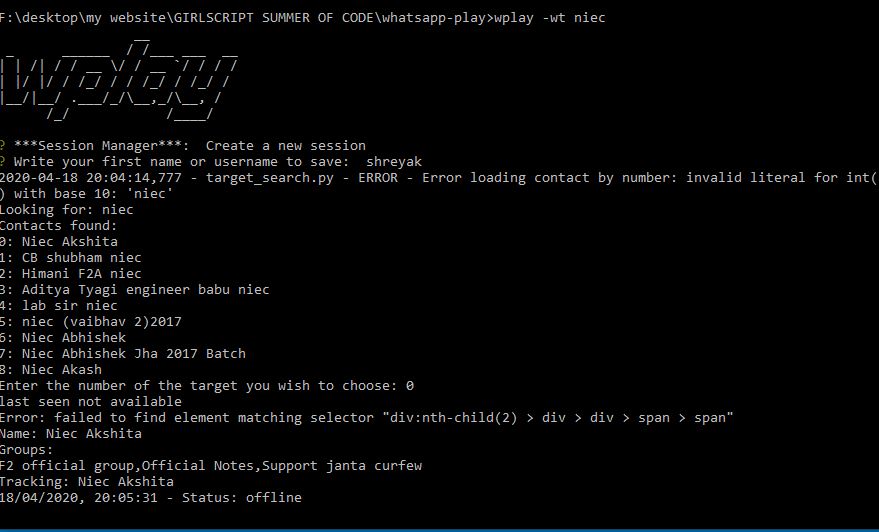 F:\desktop\my website\GIRLSCRIPT SUMMER OF CODE\whatsapp-play>wplay -wt niec
wplay
? ***Session Manager***:  Create a new session
? Write your first name or username to save:  shreyak
2020-04-18 20:04:14,777 - target_search.py - ERROR - Error loading contact by number: invalid literal for int(
) with base 10: 'niec'
Looking for: niec
Contacts found:
0: Niec Akshita
1: CB shubham niec
2: Himani F2A niec
3: Aditya Tyagi engineer babu niec
4: lab sir niec
5: niec (vaibhav 2)2017
6: Niec Abhishek
7: Niec Abhishek Jha 2017 Batch
8: Niec Akash
Enter the number of the target you wish to choose: 0
last seen not available
Error: failed to find element matching selector "div:nth-child(2) > div > div > span > span"
Name: Niec Akshita
Groups:
F2 official group,Official Notes,Support janta curfew
Tracking: Niec Akshita
18/04/2020, 20:05:31 - Status: offline